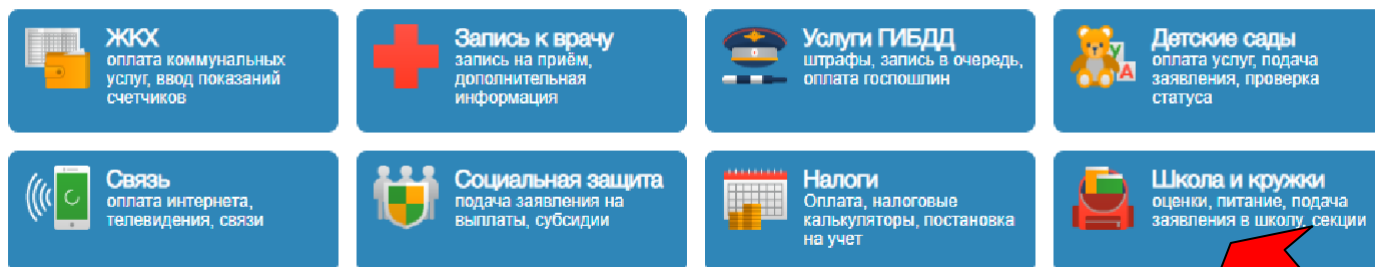 ЖКХ
оплата коммунальных
услуг, ввод показаний
счетчиков
Запись к врачу
запись на приём,
дополнительная
информация
Услуги ГИБДД
штрафы, запись в очередь,
оплата госпошлин
Детские сады
оплата услуг, подача
заявления, проверка
статуса
У
А
Связь
оплата интернета,
телевидения, связи
Социальная защита
подача заявления на
выплаты, субсидии
Налоги
Оплата, налоговые
калькуляторы, постановка
на учет
Школа и кружки
оценки, питание, подача
заявления в школу, секции